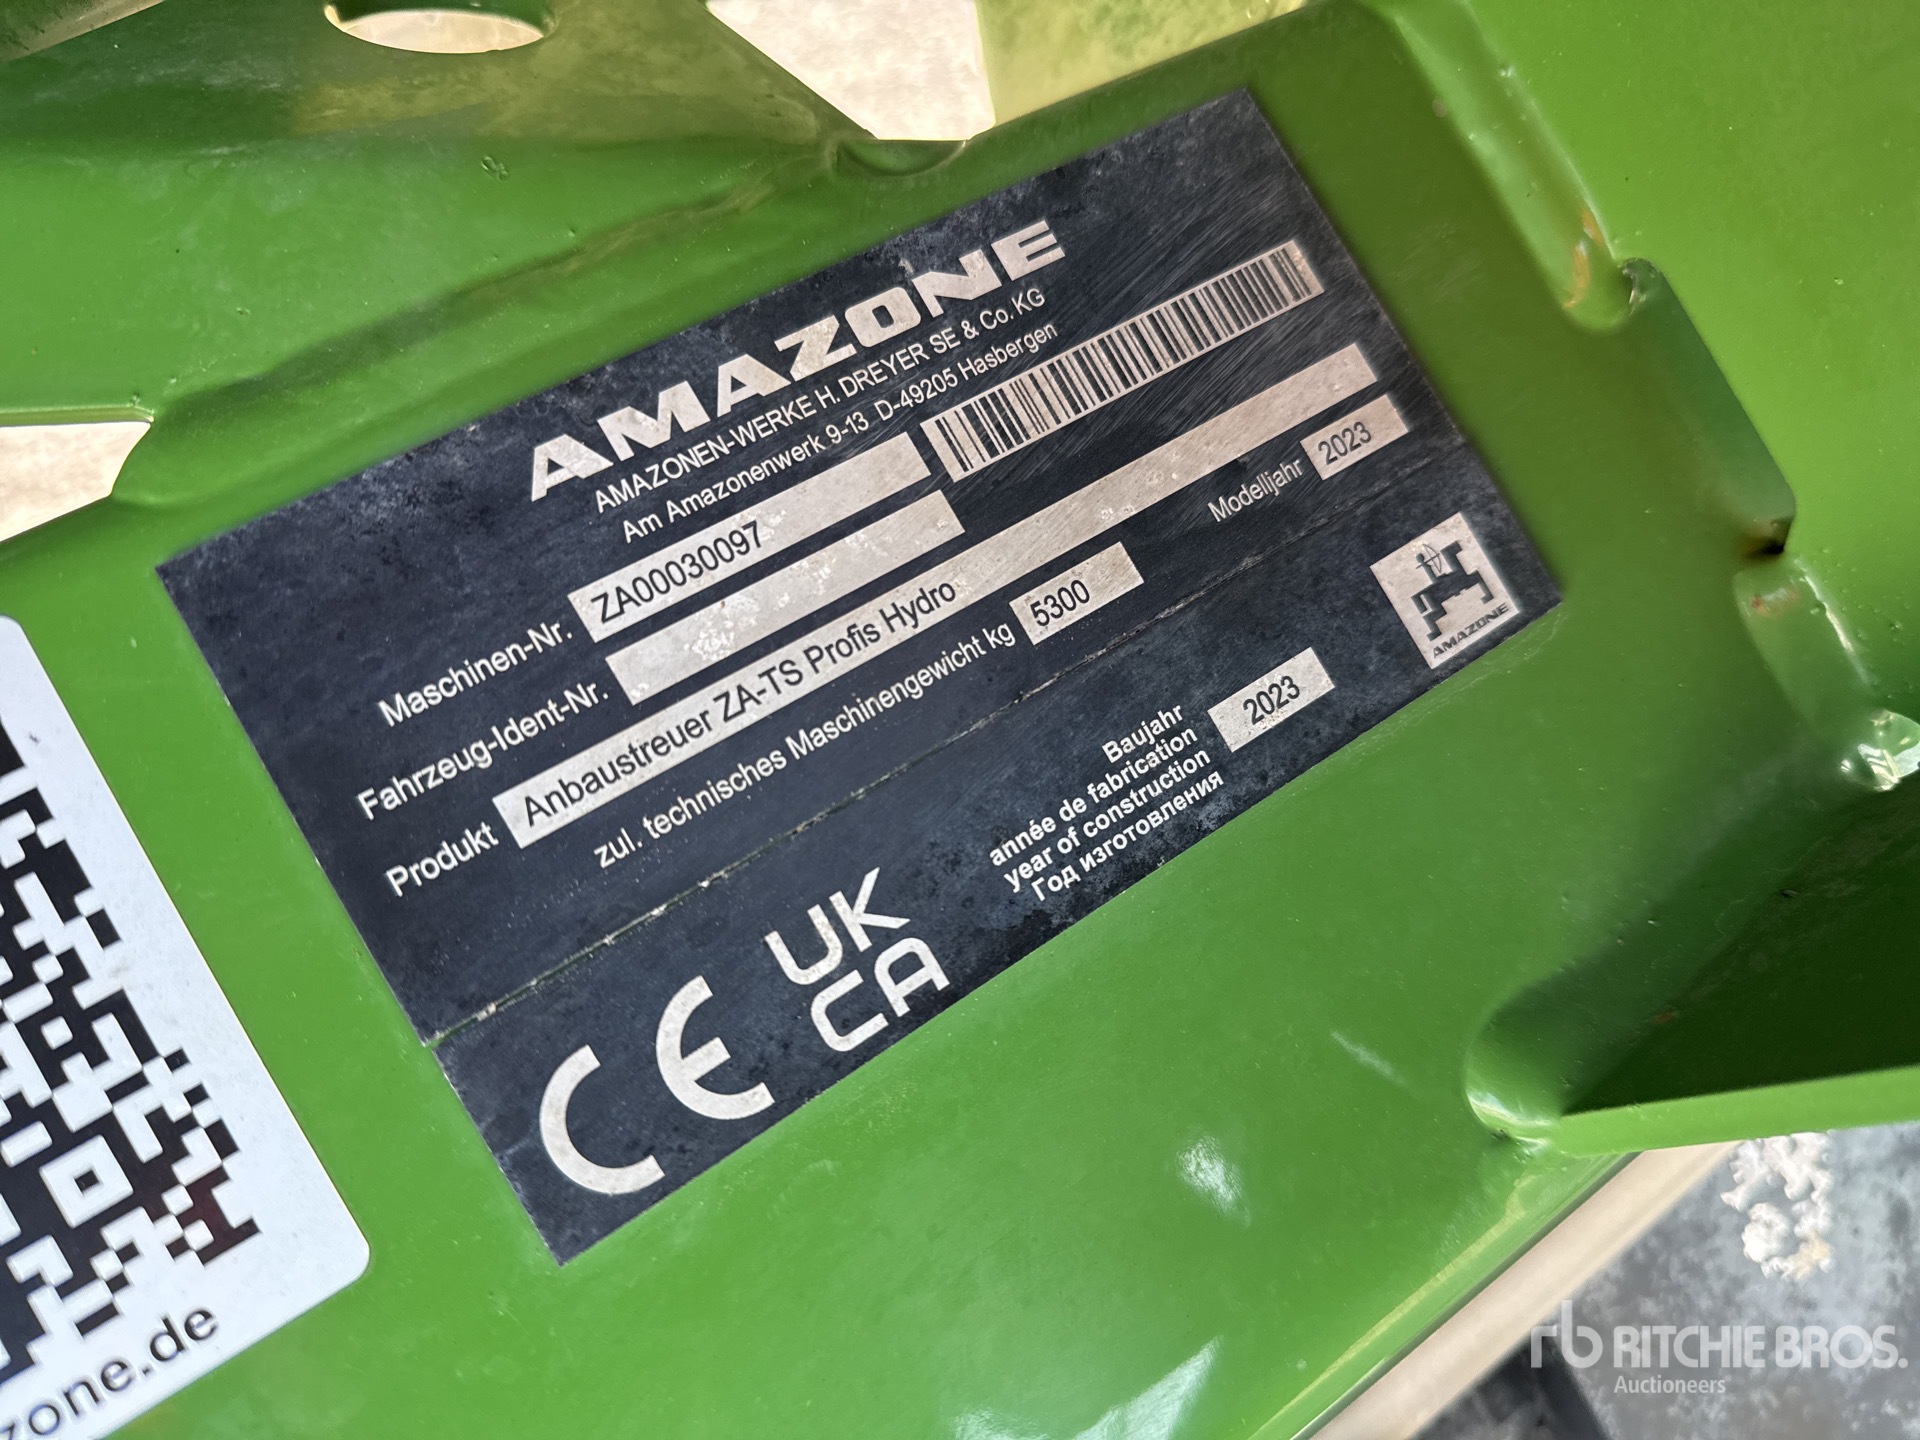 AMAZONE
AMAZONEN-WERKE H. DREYER SE & Co. KG
Am Amazonenwerk 9-13 D-49205 Hasbergen
Maschinen-Nr. ZA00030097
Fahrzeug-Ident-Nr.
Produkt Anbaustreuer ZA-TS Profis Hydro
zul. technisches Maschinengewicht kg 5300
Modelljahr 2023
AMAZONE
Baujahr
année de fabrication
year of construction
Год изготовления
2023
CE
UK
CA
zone.de
rb RITCHIE BROS.
Auctioneers